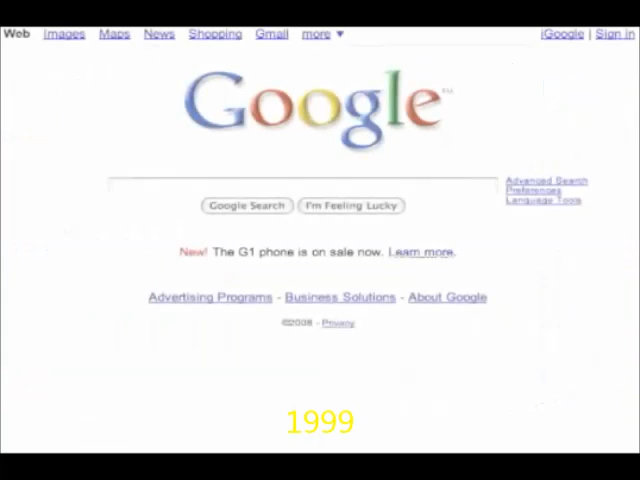 Web Images Maps News Shopping Gmail more ▼ iGoogle | Sign in
Google™
Advanced Search
Preferences
Language Tools
Google Search I'm Feeling Lucky
New! The G1 phone is on sale now. Learn more.
Advertising Programs - Business Solutions - About Google
©2008 - Privacy
1999